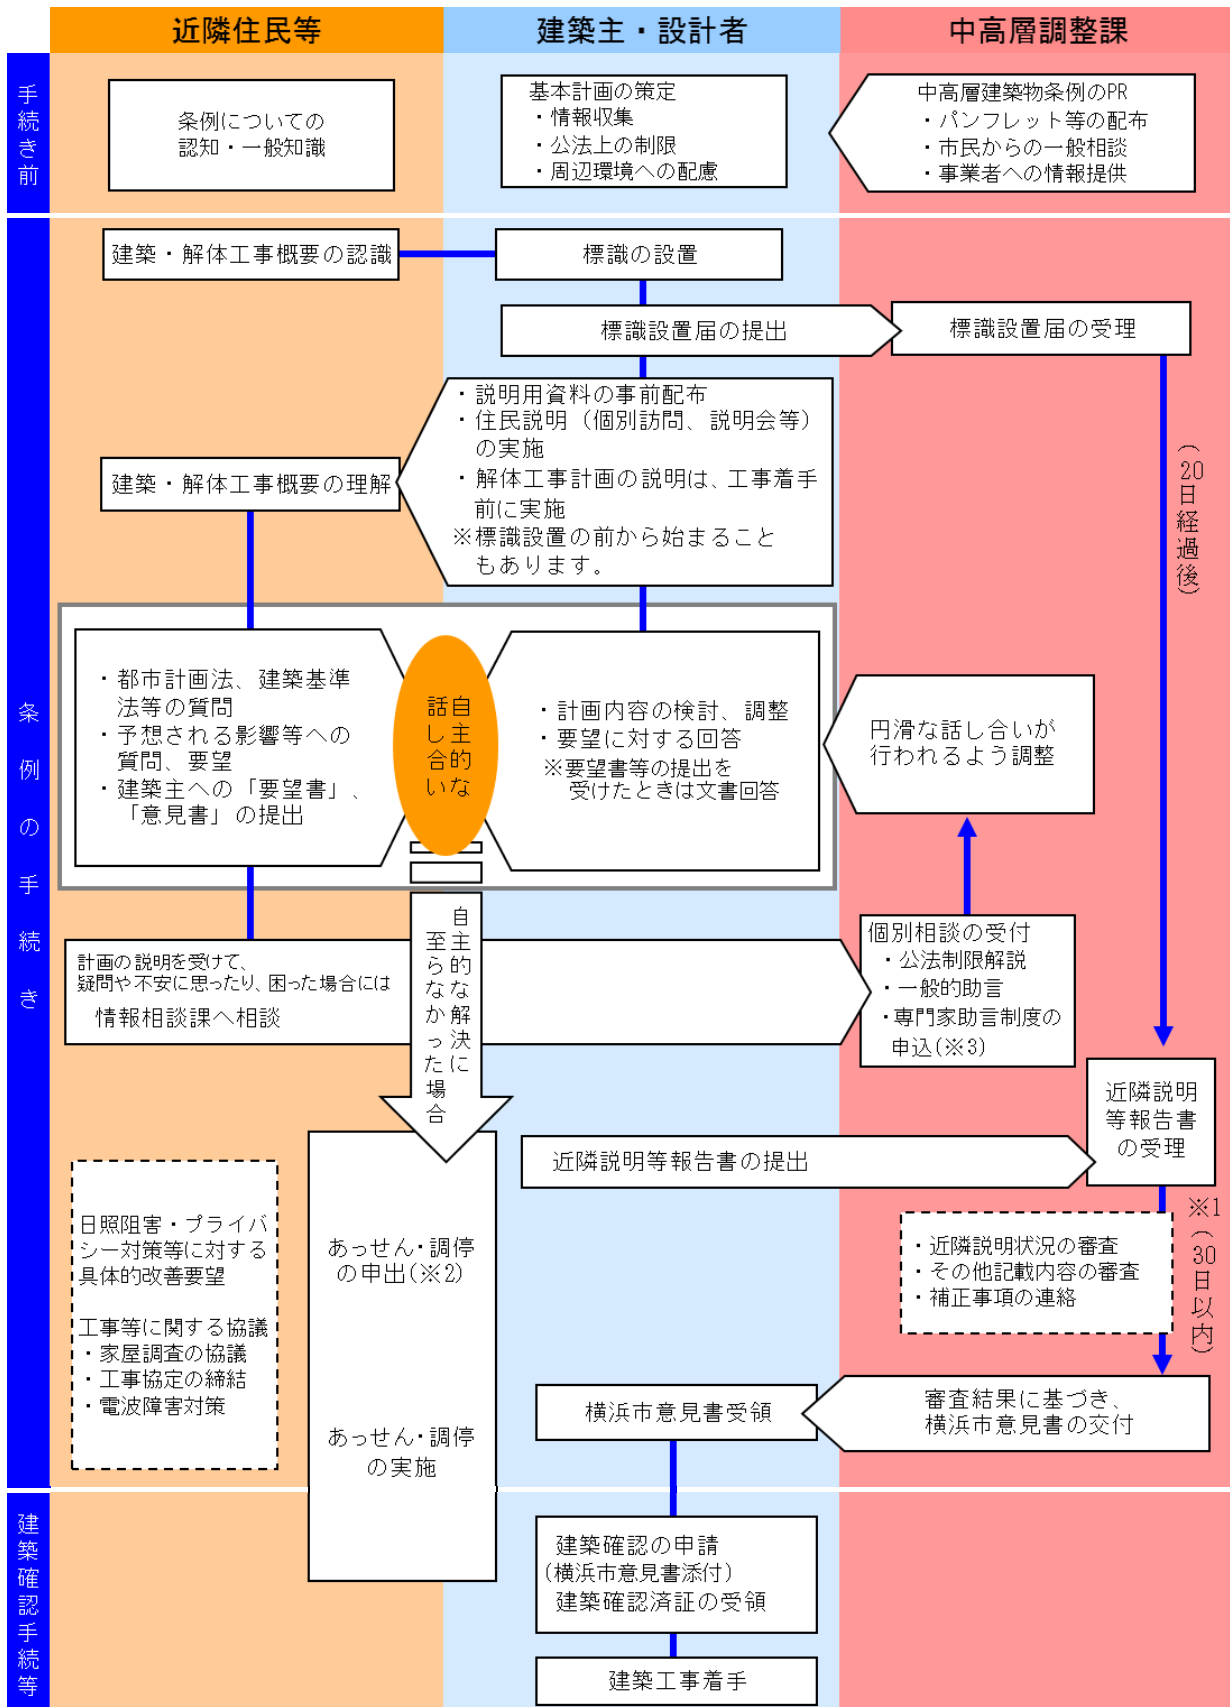 近隣住民等
建築主・設計者
中高層調整課
手続き前
条例についての
認知・一般知識
基本計画の策定
・情報収集
・公法上の制限
・周辺環境への配慮
中高層建築物条例のPR
・パンフレット等の配布
・市民からの一般相談
・事業者への情報提供
条例の手続き
建築・解体工事概要の認識
標識の設置
標識設置届の提出
標識設置届の受理
・説明用資料の事前配布
・住民説明（個別訪問、説明会等）
の実施
・解体工事計画の説明は、工事着手
前に実施
※標識設置の前から始まること
もあります。
建築・解体工事概要の理解
（20日経過後）
・都市計画法、建築基準
法等の質問
・予想される影響等への
質問、要望
・建築主への「要望書」、
「意見書」の提出
自主的な
話し合い
・計画内容の検討、調整
・要望に対する回答
※要望書等の提出を
受けたときは文書回答
円滑な話し合いが
行われるよう調整
計画の説明を受けて、
疑問や不安に思ったり、困った場合には
情報相談課へ相談
自主的な解決に
至らなかった場合
個別相談の受付
・公法制限解説
・一般的助言
・専門家助言制度の
申込(※3)
近隣説明
等報告書
の受理
近隣説明等報告書の提出
日照阻害・プライバ
シー対策等に対する
具体的改善要望
工事等に関する協議
・家屋調査の協議
・工事協定の締結
・電波障害対策
あっせん・調停
の申出(※2)
あっせん・調停
の実施
※1
（30日以内）
・近隣説明状況の審査
・その他記載内容の審査
・補正事項の連絡
横浜市意見書受領
審査結果に基づき、
横浜市意見書の交付
建築確認手続等
建築確認の申請
(横浜市意見書添付)
建築確認済証の受領
建築工事着手